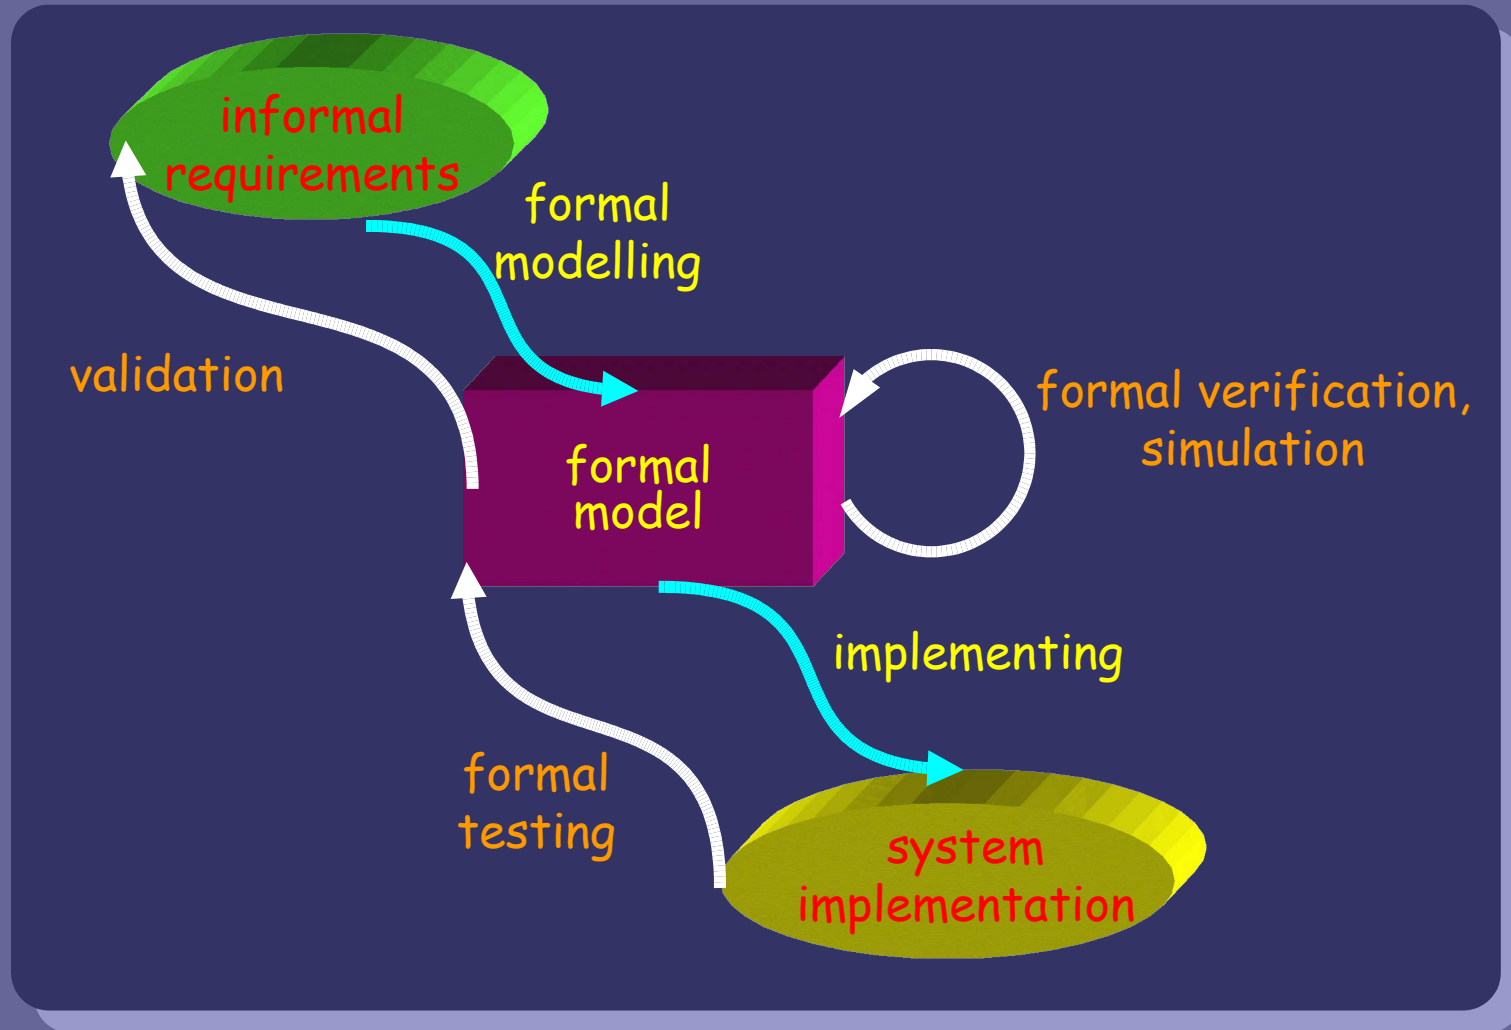 informal
requirements
formal
modelling
validation
formal verification,
simulation
formal
model
implementing
formal
testing
system
implementation